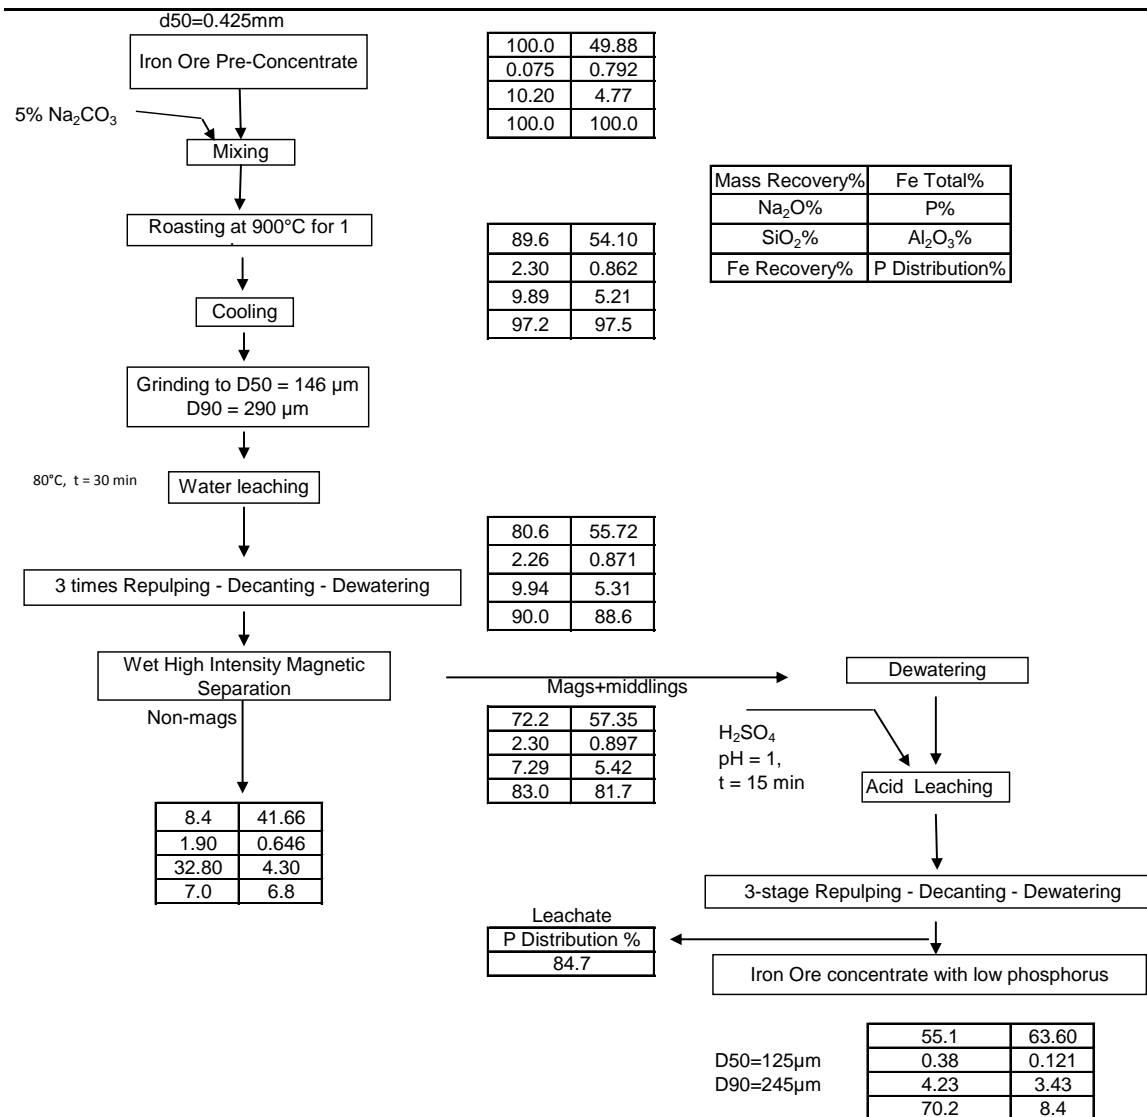 d50=0.425mm
Iron Ore Pre-Concentrate
100.0 49.88
0.075 0.792
10.20 4.77
100.0 100.0
5% Na₂CO₃
Mixing
Mass Recovery% Fe Total%
Na₂O% P%
SiO₂% Al₂O₃%
Fe Recovery% P Distribution%
Roasting at 900°C for 1
89.6 54.10
2.30 0.862
9.89 5.21
97.2 97.5
Cooling
Grinding to D50 = 146 µm
D90 = 290 µm
80°C, t = 30 min
Water leaching
80.6 55.72
2.26 0.871
9.94 5.31
90.0 88.6
3 times Repulping - Decanting - Dewatering
Wet High Intensity Magnetic
Separation
Mags+middlings
Dewatering
Non-mags
72.2 57.35
2.30 0.897
7.29 5.42
83.0 81.7
H₂SO₄
pH = 1,
t = 15 min
Acid Leaching
8.4 41.66
1.90 0.646
32.80 4.30
7.0 6.8
3-stage Repulping - Decanting - Dewatering
Leachate
P Distribution %
84.7
Iron Ore concentrate with low phosphorus
D50=125µm
D90=245µm
55.1 63.60
0.38 0.121
4.23 3.43
70.2 8.4